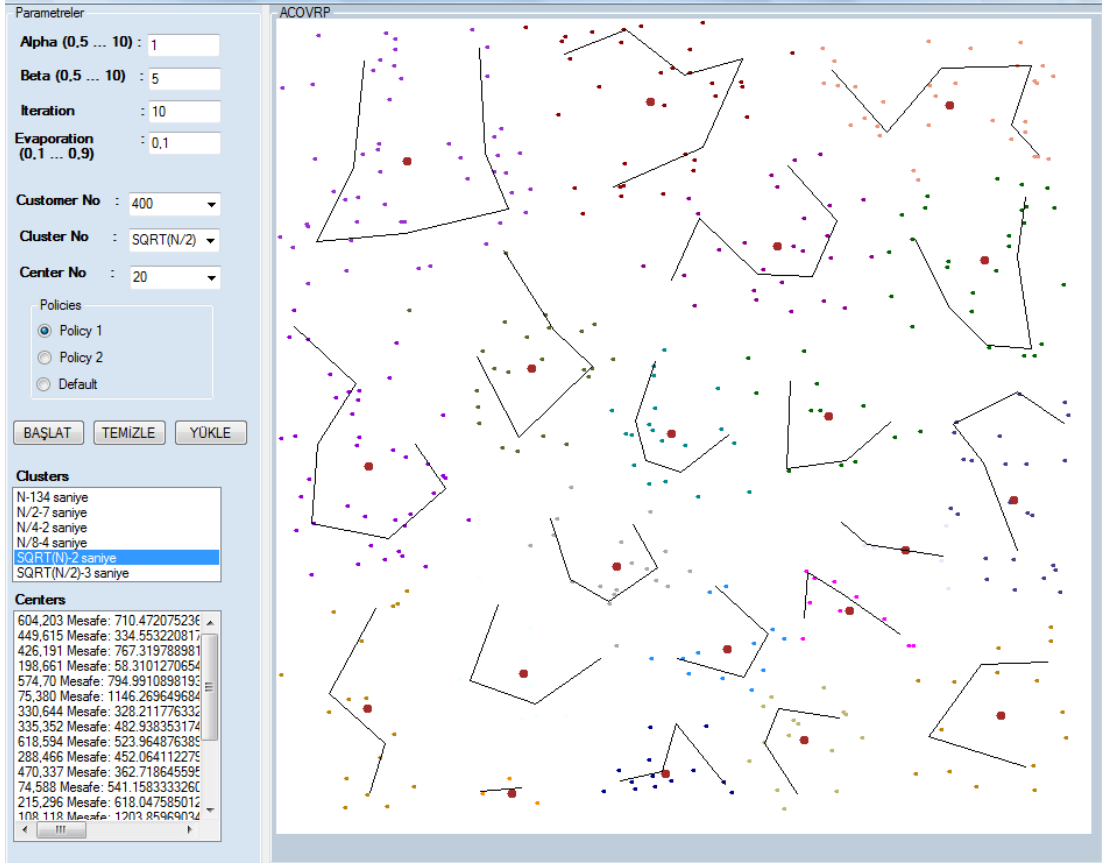 Parametreler
ACOVRP
Alpha (0,5 ... 10) : 1
Beta (0,5 ... 10) : 5
Iteration : 10
Evaporation : 0,1
(0,1 ... 0,9)
Customer No : 400
Cluster No : SQRT(N/2)
Center No : 20
Policies
Policy 1
Policy 2
Default
BAŞLAT TEMİZLE YÜKLE
Clusters
N-134 saniye
N/2-7 saniye
N/4-2 saniye
N/8-4 saniye
SQRT(N)-2 saniye
SQRT(N/2)-3 saniye
Centers
604,203 Mesafe: 710.472075236
449,615 Mesafe: 334.553220817
426,191 Mesafe: 767.319788981
198,661 Mesafe: 58.3101270654
574,70 Mesafe: 794.9910898193
75,380 Mesafe: 1146.269649684
330,644 Mesafe: 328.211776332
335,352 Mesafe: 482.938353174
618,594 Mesafe: 523.964876389
288,466 Mesafe: 452.064112279
470,337 Mesafe: 362.718645595
74,588 Mesafe: 541.1583333260
215,296 Mesafe: 618.047585012
108,118 Mesafe: 1203.85969034